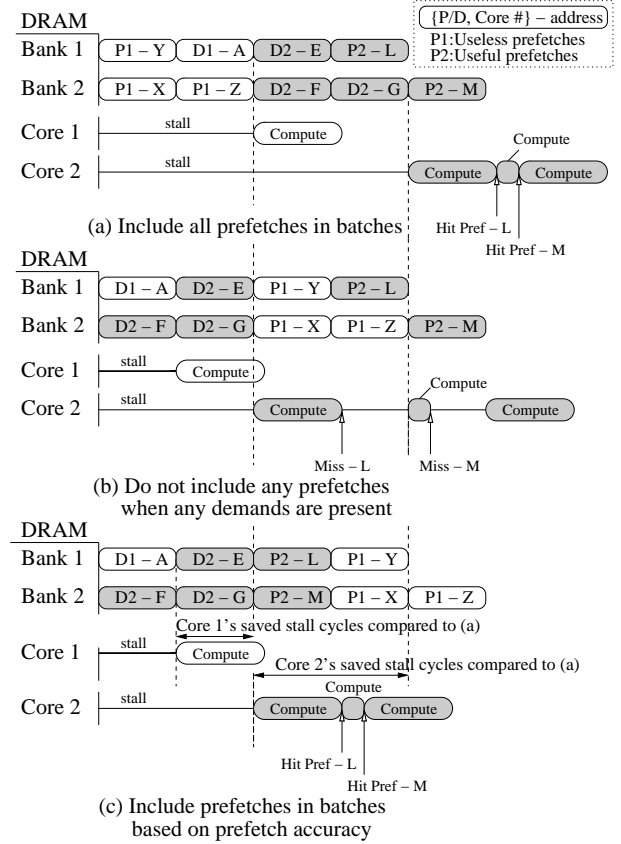 {P/D, Core #} – address
P1:Useless prefetches
P2:Useful prefetches
DRAM
Bank 1 P1 – Y D1 – A D2 – E P2 – L
Bank 2 P1 – X P1 – Z D2 – F D2 – G P2 – M
Core 1 stall Compute
Compute
Core 2 stall Compute Compute
Hit Pref – L
Hit Pref – M
(a) Include all prefetches in batches
DRAM
Bank 1 D1 – A D2 – E P1 – Y P2 – L
Bank 2 D2 – F D2 – G P1 – X P1 – Z P2 – M
Core 1 stall Compute
Compute
Core 2 stall Compute Compute
Miss – L Miss – M
(b) Do not include any prefetches
when any demands are present
DRAM
Bank 1 D1 – A D2 – E P2 – L P1 – Y
Bank 2 D2 – F D2 – G P2 – M P1 – X P1 – Z
Core 1's saved stall cycles compared to (a)
Core 1 stall Compute
Core 2's saved stall cycles compared to (a)
Compute
Core 2 stall Compute Compute
Hit Pref – L
Hit Pref – M
(c) Include prefetches in batches
based on prefetch accuracy